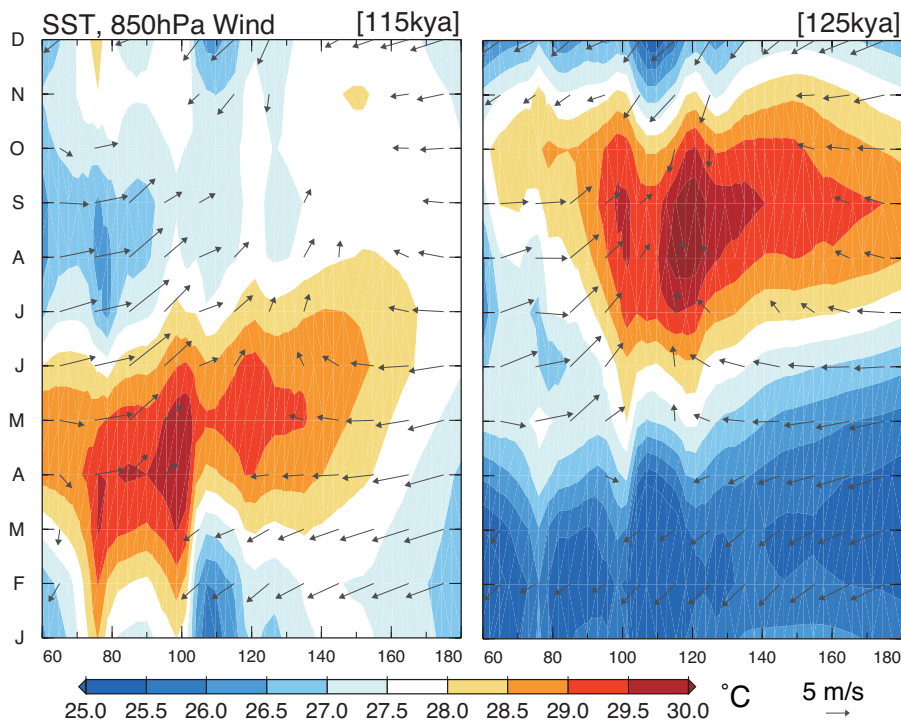 SST, 850hPa Wind [115kya] [125kya]
D
N
O
S
A
J
J
M
A
M
F
J
60 80 100 120 140 160 180 60 80 100 120 140 160 180
25.0 25.5 26.0 26.5 27.0 27.5 28.0 28.5 29.0 29.5 30.0 °C 5 m/s